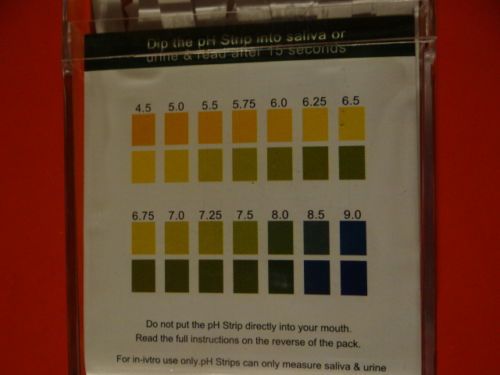 Dip the pH Strip into saliva or
urine & read after 15 seconds
4.5 5.0 5.5 5.75 6.0 6.25 6.5
6.75 7.0 7.25 7.5 8.0 8.5 9.0
Do not put the pH Strip directly into your mouth.
Read the full instructions on the reverse of the pack.
For in-ivtro use only.pH Strips can only measure saliva & urine